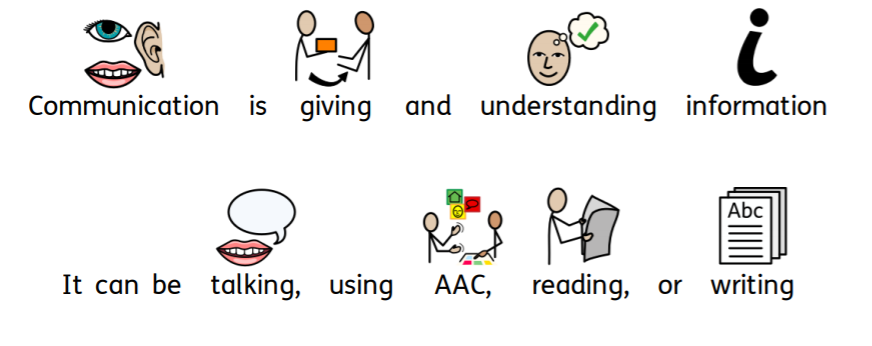 Communication is giving and understanding information
Abc
It can be talking, using AAC, reading, or writing